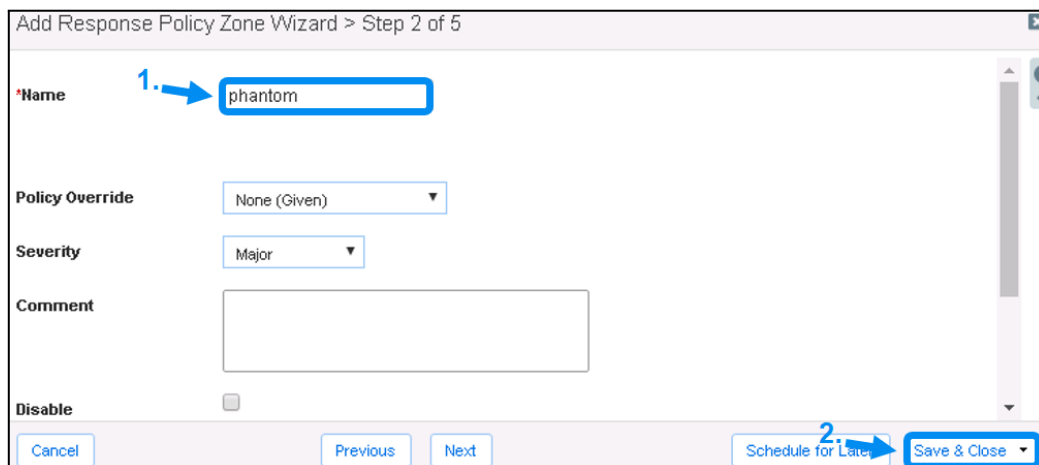 Add Response Policy Zone Wizard > Step 2 of 5
1.
*Name phantom
Policy Override None (Given)
Severity Major
Comment
Disable
2.
Cancel Previous Next Schedule for Later Save & Close